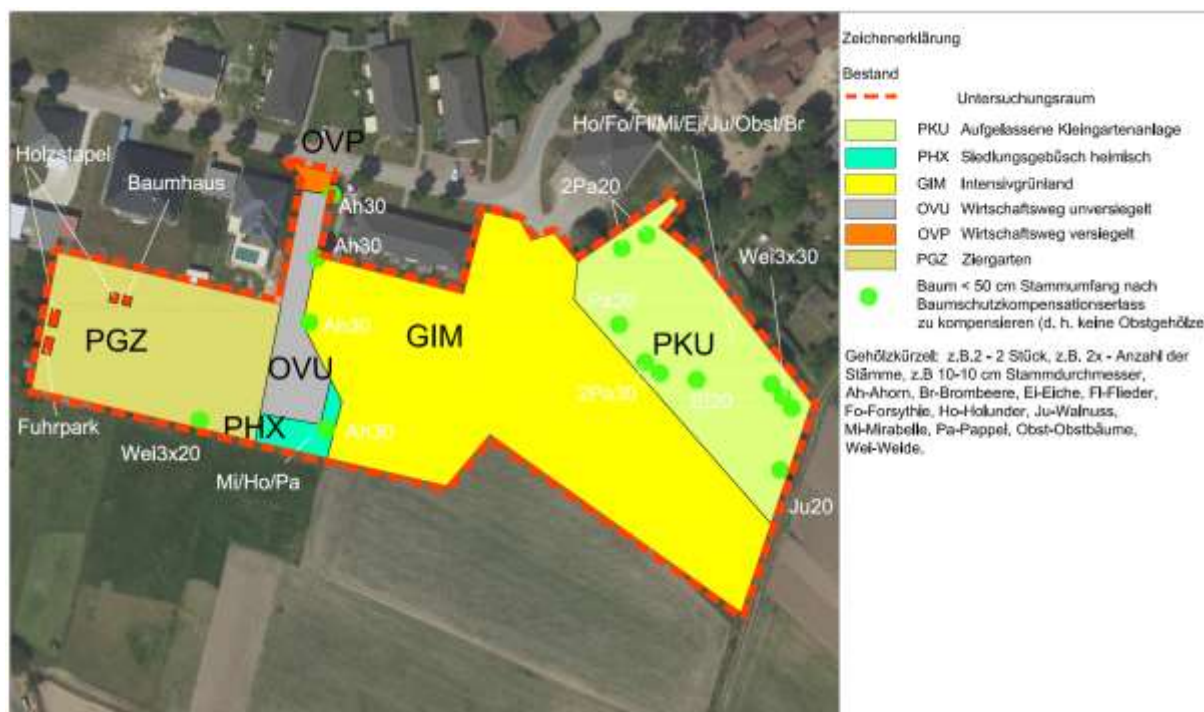 Zeichenerklärung
Bestand
Untersuchungsraum
PKU Aufgelassene Kleingartenanlage
PHX Siedlungsgebüsch heimisch
GIM Intensivgrünland
OVU Wirtschaftsweg unversiegelt
OVP Wirtschaftsweg versiegelt
PGZ Ziergarten
Baum < 50 cm Stammumfang nach
Baumschutzkompensationserlass
zu kompensieren (d. h. keine Obstgehölze
Gehölzkürzel: z.B.2 - 2 Stück, z.B. 2x - Anzahl der
Stämme, z.B 10-10 cm Stammdurchmesser,
Ah-Ahorn, Br-Brombeere, Ei-Eiche, Fl-Flieder,
Fo-Forsythie, Ho-Holunder, Ju-Walnuss,
Mi-Mirabelle, Pa-Pappel, Obst-Obstbäume,
Wei-Weide,
Ho/Fo/Fl/Mi/Ei/Ju/Obst/Br
OVP
Holzstapel
Baumhaus
2Pa20
Ah30
Ah30
Wei3x30
Pa20
Ah30
PGZ
GIM
PKU
OVU
2Pa30
Ei20
Fuhrpark
PHX
Ah30
Wei3x20
Mi/Ho/Pa
Ju20